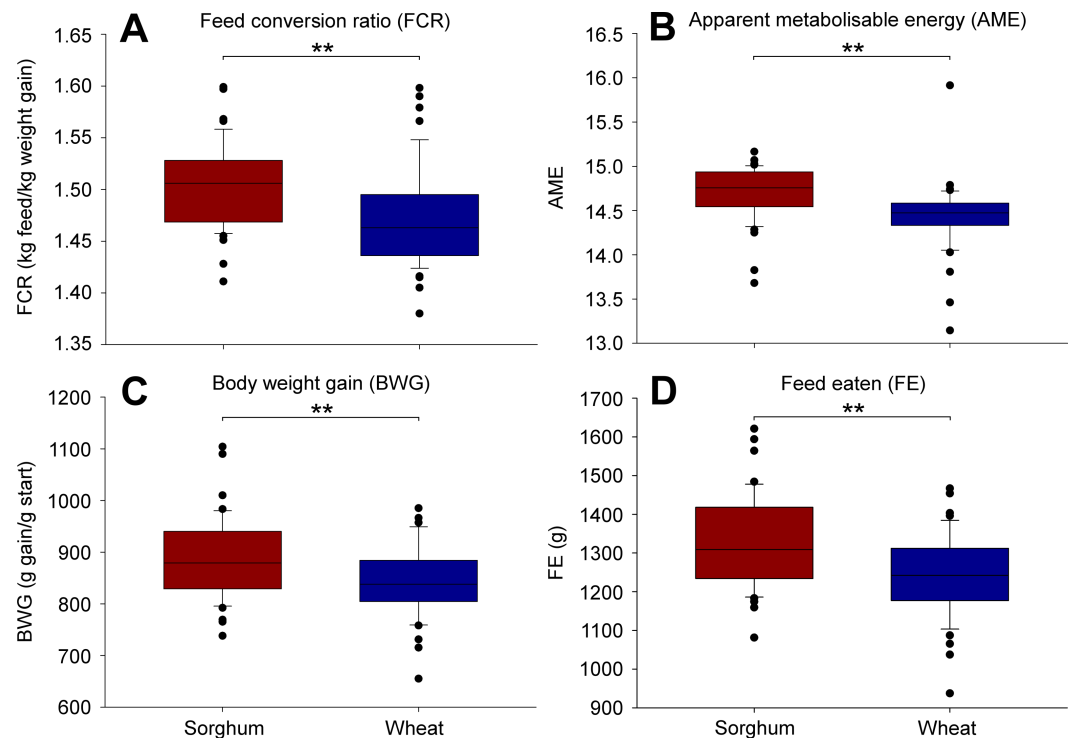 A
Feed conversion ratio (FCR)
**
FCR (kg feed/kg weight gain)
1.65
1.60
1.55
1.50
1.45
1.40
1.35
B
Apparent metabolisable energy (AME)
**
AME
16.5
16.0
15.5
15.0
14.5
14.0
13.5
13.0
C
Body weight gain (BWG)
**
BWG (g gain/g start)
1200
1100
1000
900
800
700
600
Sorghum
Wheat
D
Feed eaten (FE)
**
FE (g)
1700
1600
1500
1400
1300
1200
1100
1000
900
Sorghum
Wheat